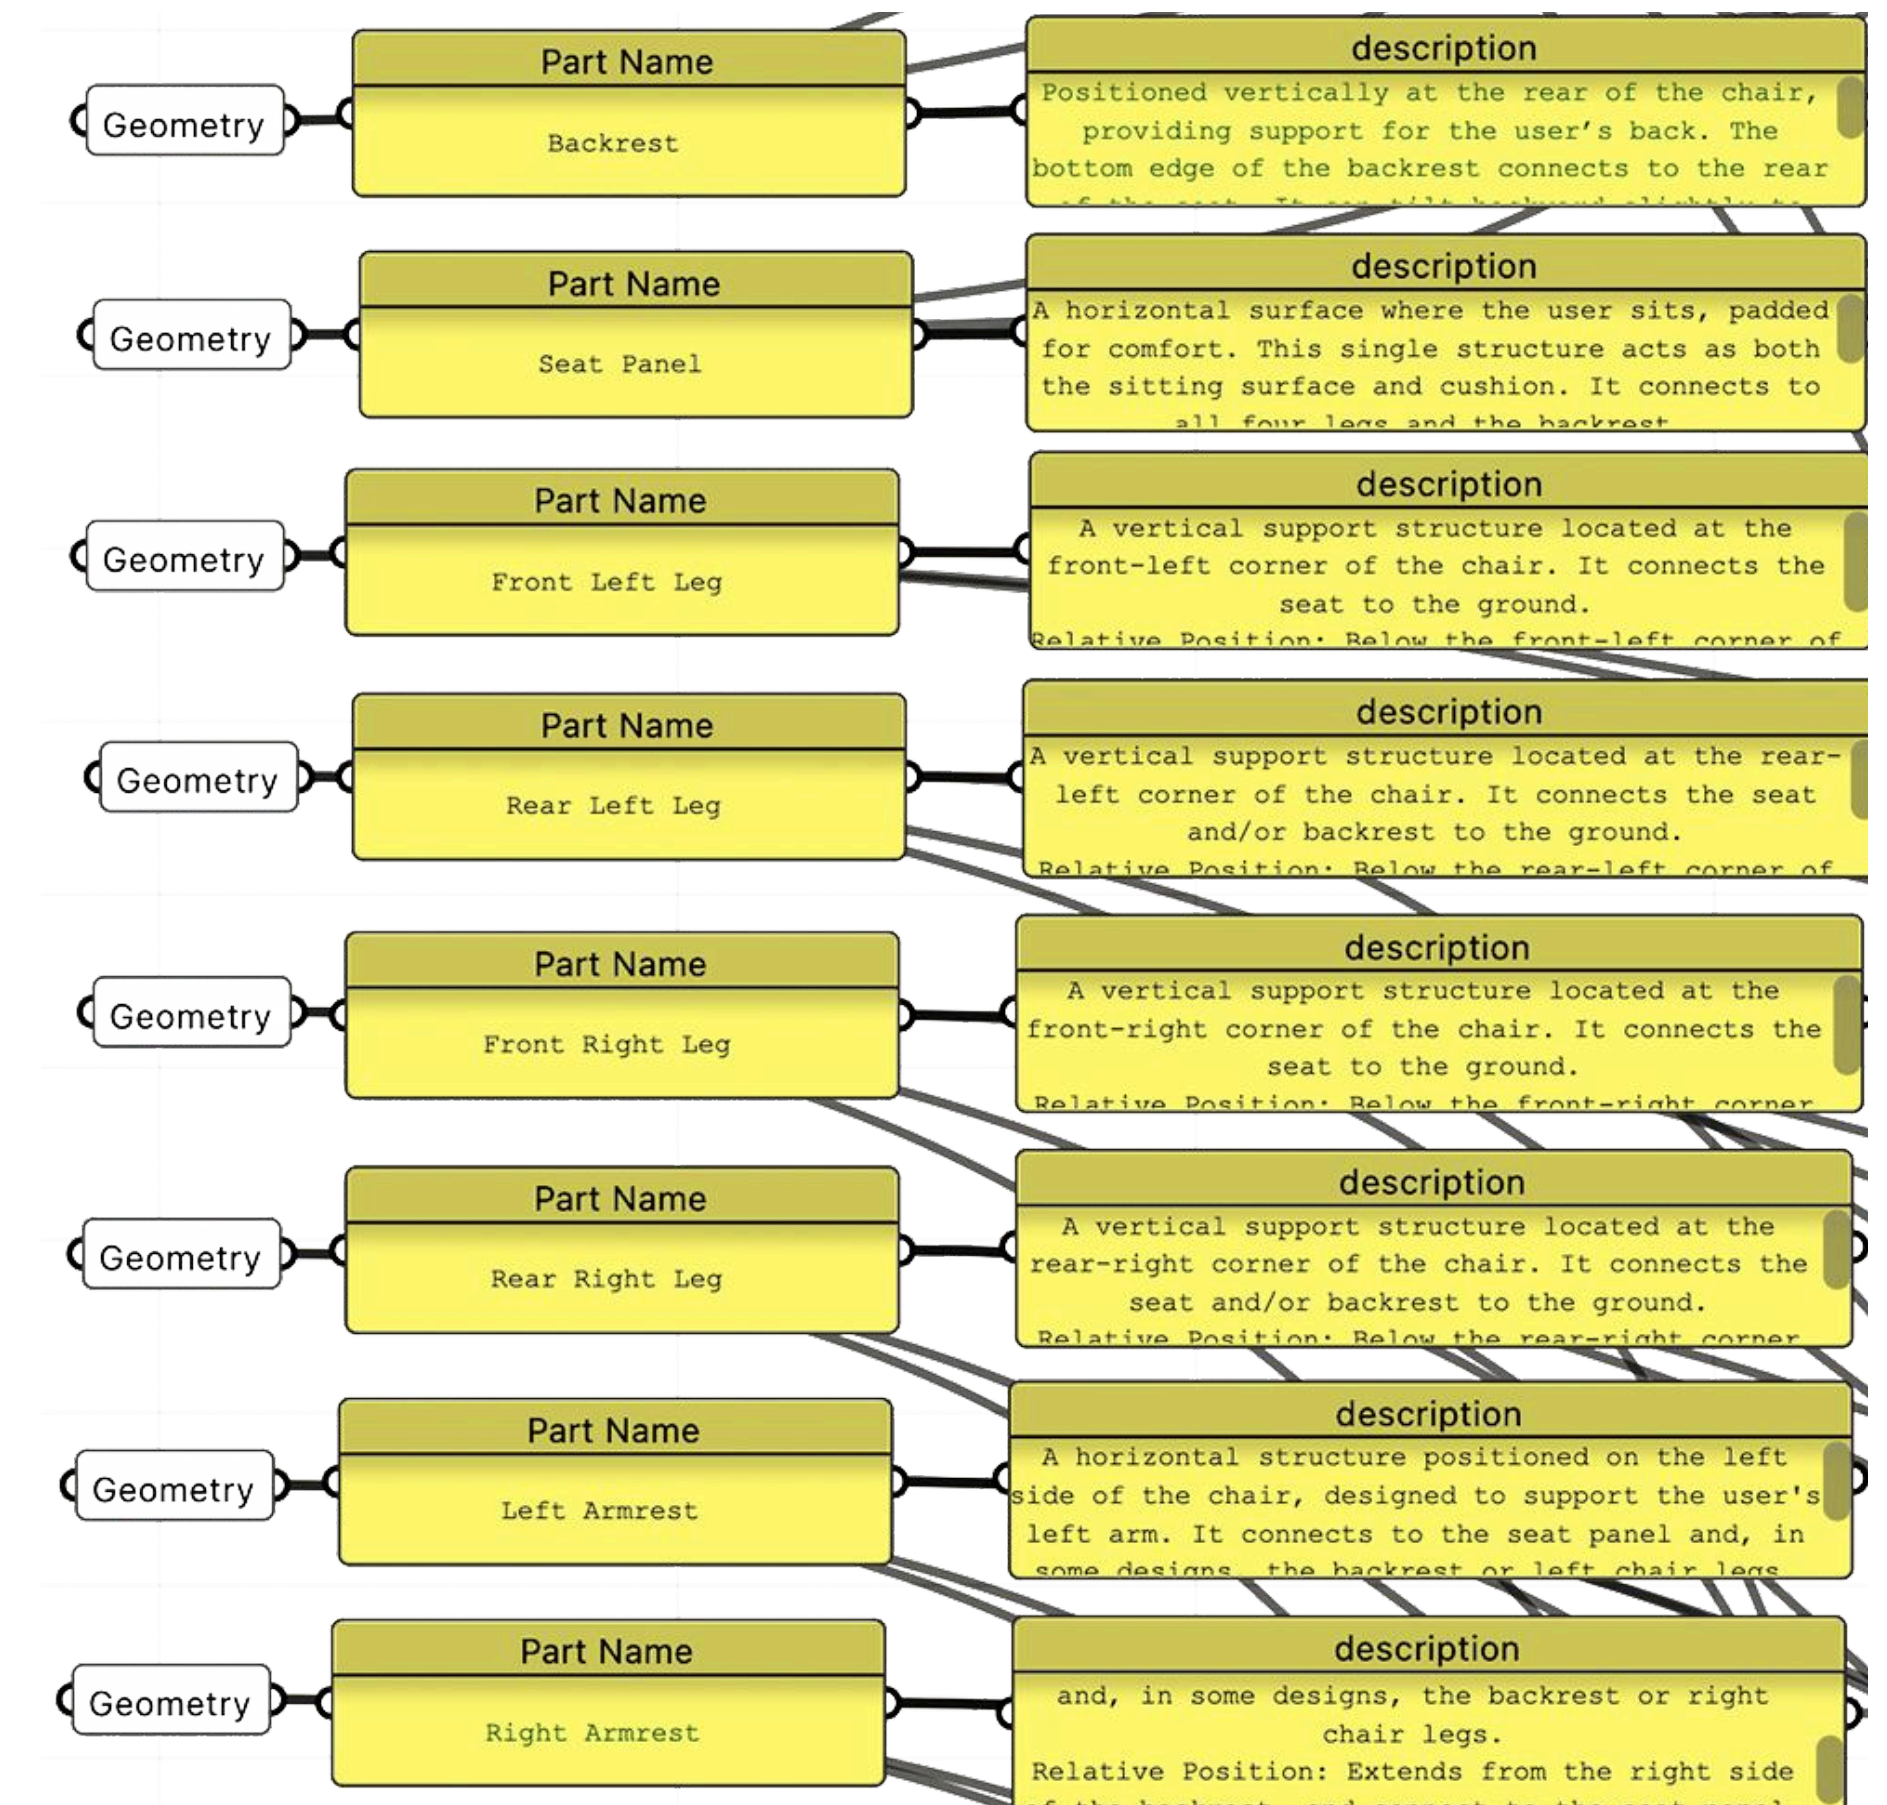 Geometry
Part Name
Backrest
description
Positioned vertically at the rear of the chair,
providing support for the user’s back. The
bottom edge of the backrest connects to the rear
of the seat. It can tilt backward slightly to
Geometry
Part Name
Seat Panel
description
A horizontal surface where the user sits, padded
for comfort. This single structure acts as both
the sitting surface and cushion. It connects to
all four legs and the backrest
Geometry
Part Name
Front Left Leg
description
A vertical support structure located at the
front-left corner of the chair. It connects the
seat to the ground.
Relative Position: Below the front-left corner of
Geometry
Part Name
Rear Left Leg
description
A vertical support structure located at the rear-
left corner of the chair. It connects the seat
and/or backrest to the ground.
Relative Position: Below the rear-left corner of
Geometry
Part Name
Front Right Leg
description
A vertical support structure located at the
front-right corner of the chair. It connects the
seat to the ground.
Relative Position: Below the front-right corner
Geometry
Part Name
Rear Right Leg
description
A vertical support structure located at the
rear-right corner of the chair. It connects the
seat and/or backrest to the ground.
Relative Position: Below the rear-right corner
Geometry
Part Name
Left Armrest
description
A horizontal structure positioned on the left
side of the chair, designed to support the user's
left arm. It connects to the seat panel and, in
some designs, the backrest or left chair legs
Geometry
Part Name
Right Armrest
description
and, in some designs, the backrest or right
chair legs.
Relative Position: Extends from the right side